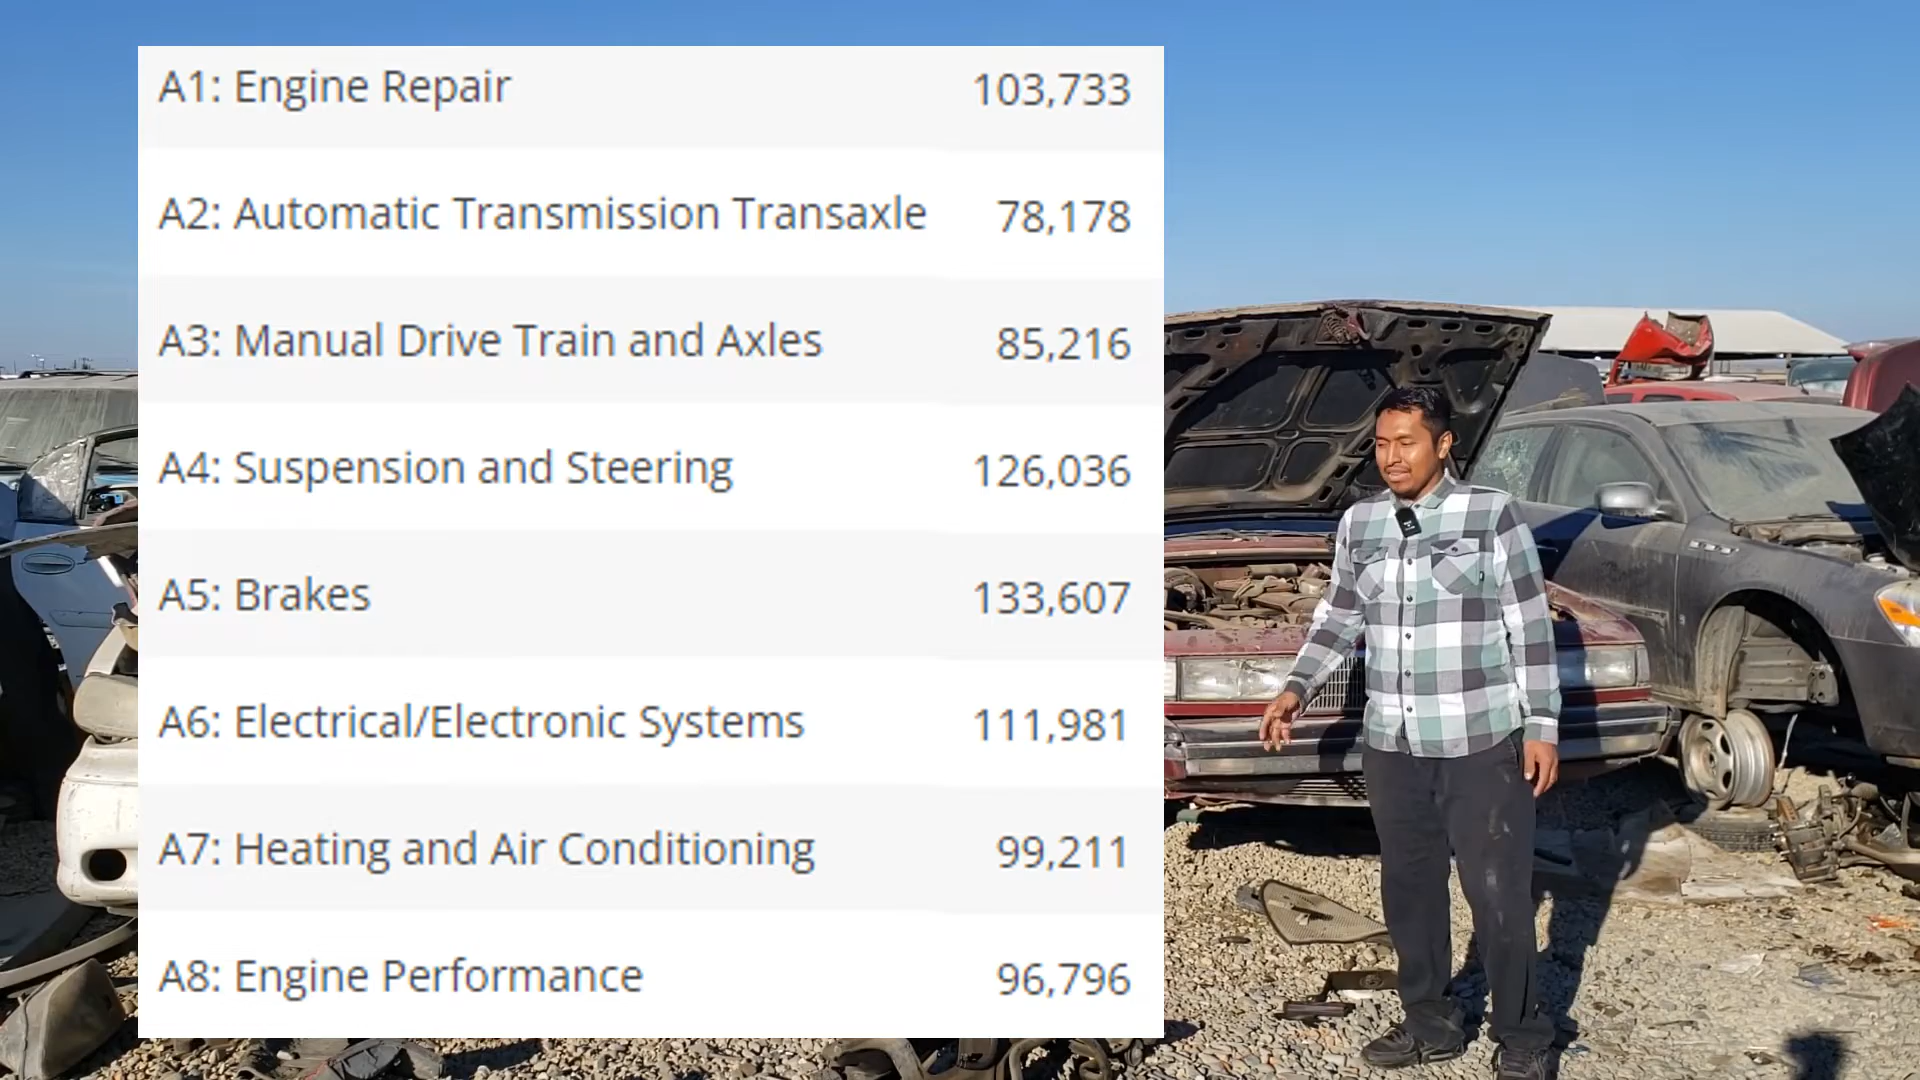 A1: Engine Repair 103,733
A2: Automatic Transmission Transaxle 78,178
A3: Manual Drive Train and Axles 85,216
A4: Suspension and Steering 126,036
A5: Brakes 133,607
A6: Electrical/Electronic Systems 111,981
A7: Heating and Air Conditioning 99,211
A8: Engine Performance 96,796